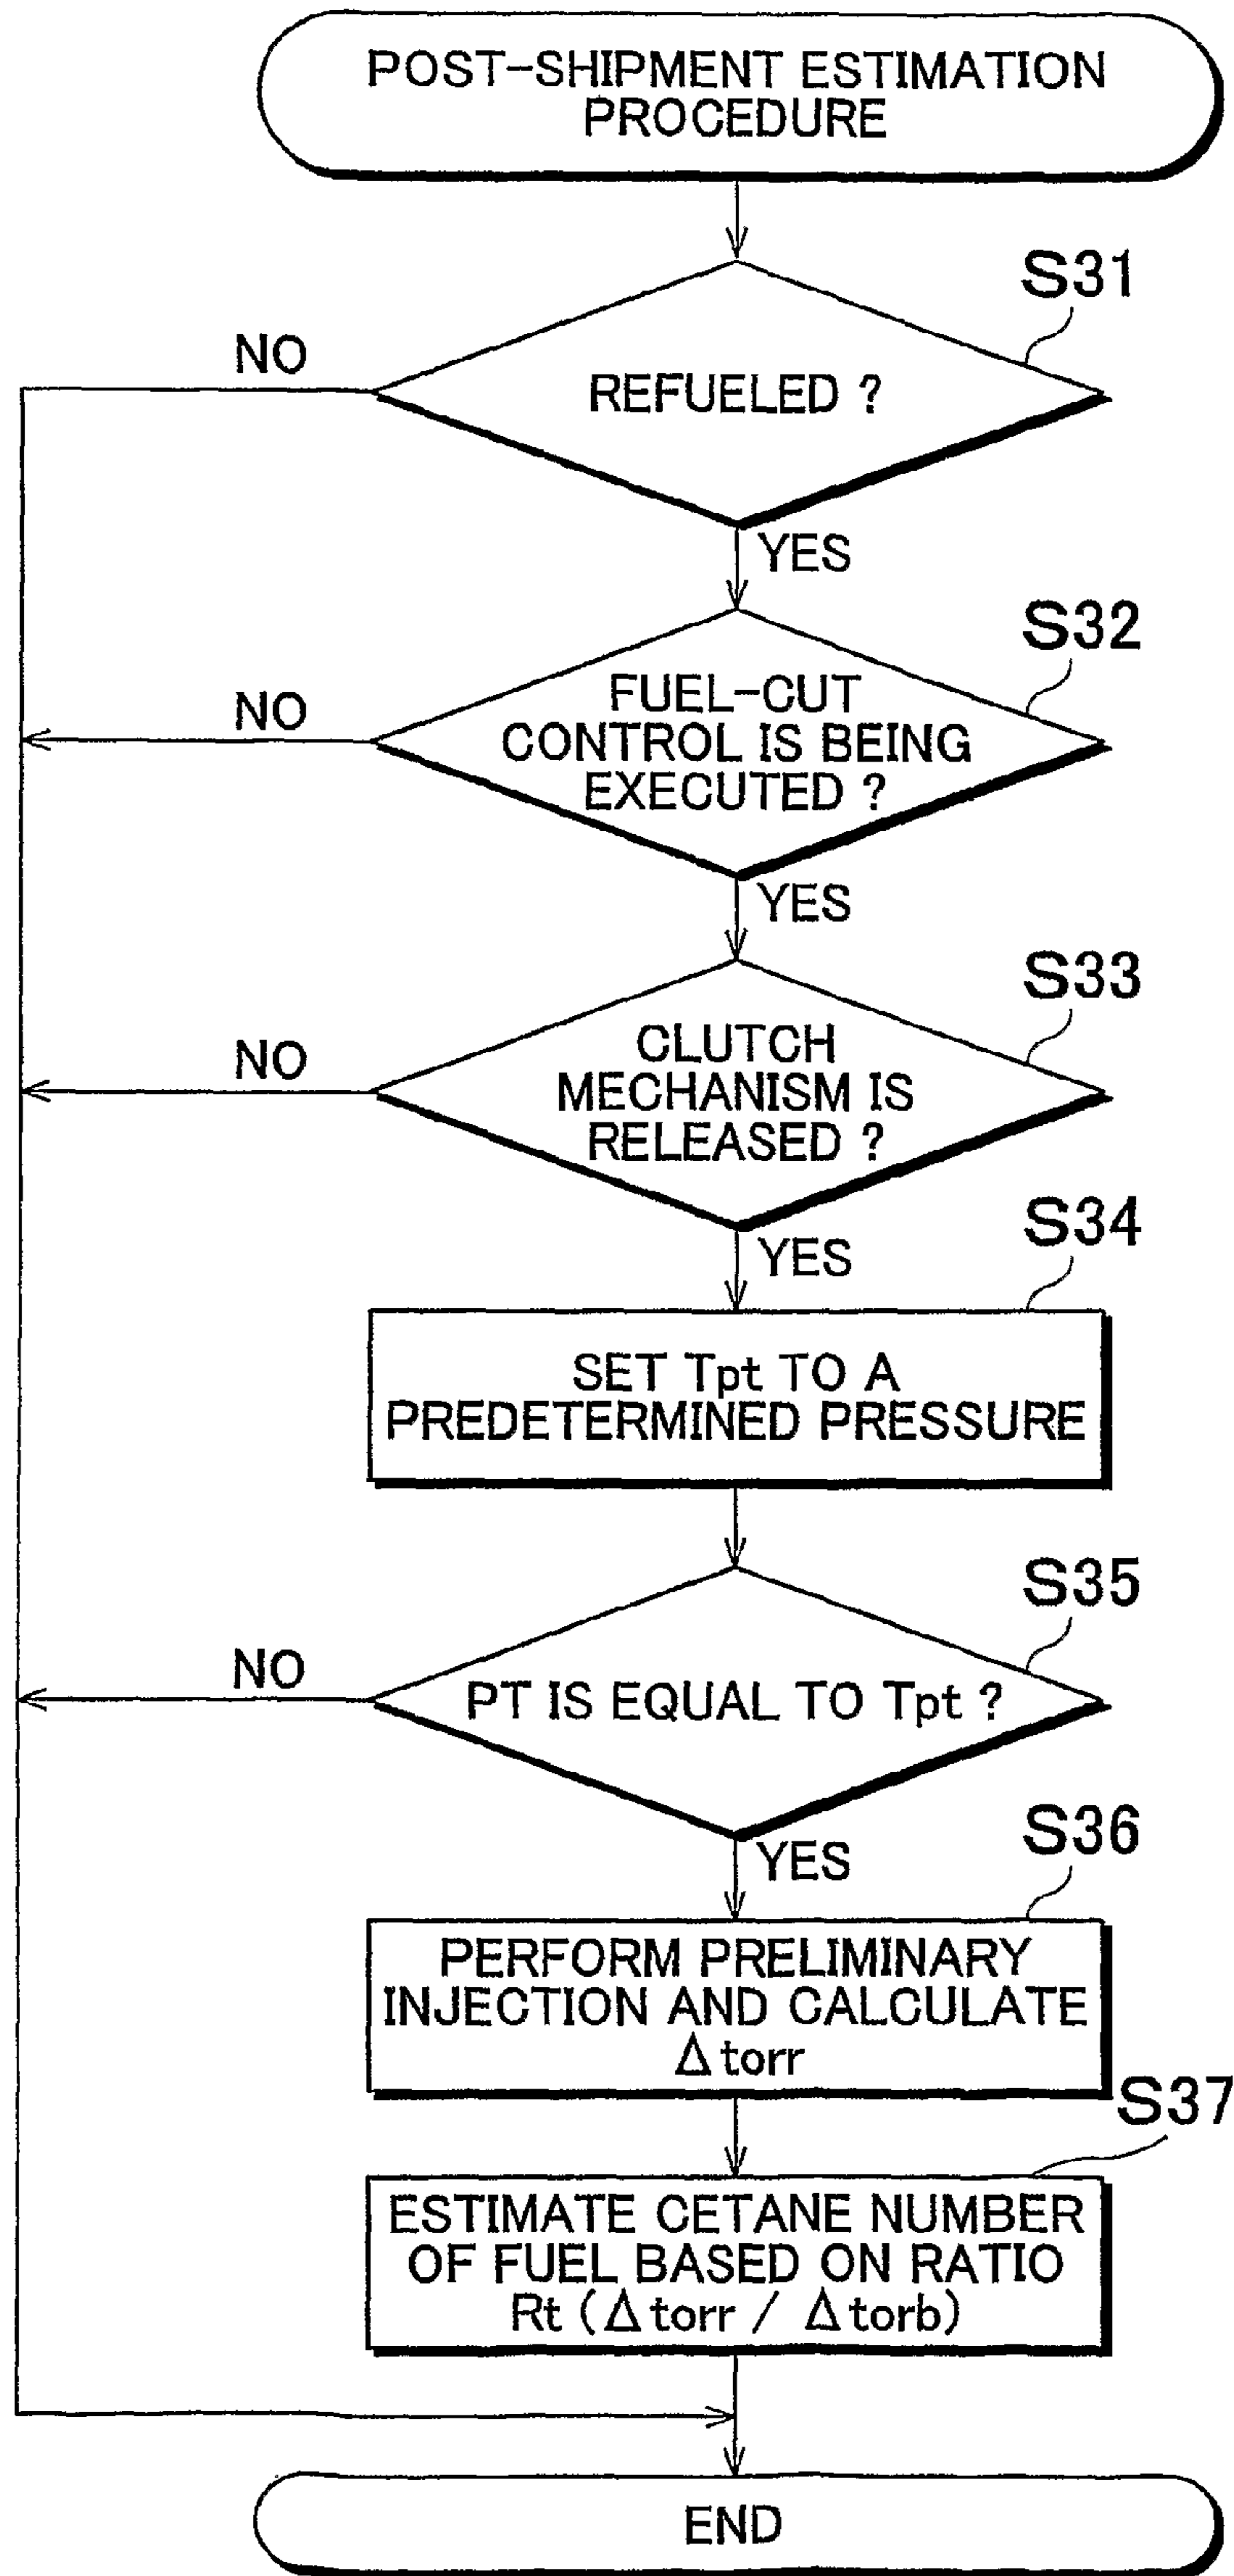 POST-SHIPMENT ESTIMATION
PROCEDURE
S31
NO
REFUELED ?
YES
S32
NO
FUEL-CUT
CONTROL IS BEING
EXECUTED ?
YES
S33
NO
CLUTCH
MECHANISM IS
RELEASED ?
YES
S34
SET Tpt TO A
PREDETERMINED PRESSURE
S35
NO
PT IS EQUAL TO Tpt ?
YES
S36
PERFORM PRELIMINARY
INJECTION AND CALCULATE
Δtorr
S37
ESTIMATE CETANE NUMBER
OF FUEL BASED ON RATIO
Rt (Δtorr / Δtorb)
END